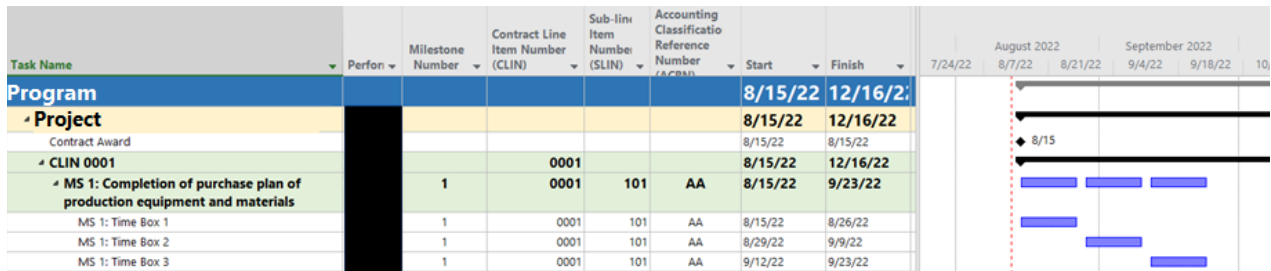 Task Name Perforr Milestone Number Contract Line Item Number (CLIN) Sub-line Item Number (SLIN) Accounting Classificatio Reference Number (ACRN) Start Finish
August 2022 September 2022
7/24/22 8/7/22 8/21/22 9/4/22 9/18/22 10/
Program 8/15/22 12/16/22
Project 8/15/22 12/16/22
Contract Award 8/15/22 8/15/22 8/15
CLIN 0001 0001 8/15/22 12/16/22
MS 1: Completion of purchase plan of 1 0001 101 AA 8/15/22 9/23/22
production equipment and materials
MS 1: Time Box 1 1 0001 101 AA 8/15/22 8/26/22
MS 1: Time Box 2 1 0001 101 AA 8/29/22 9/9/22
MS 1: Time Box 3 1 0001 101 AA 9/12/22 9/23/22